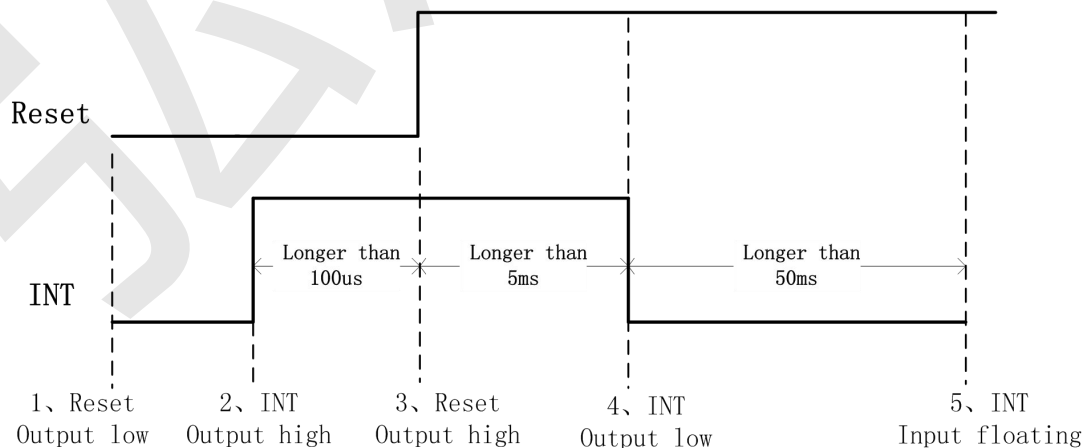 Reset
Longer than
100us
Longer than
5ms
Longer than
50ms
INT
1、Reset
Output low
2、INT
Output high
3、Reset
Output high
4、INT
Output low
5、INT
Input floating